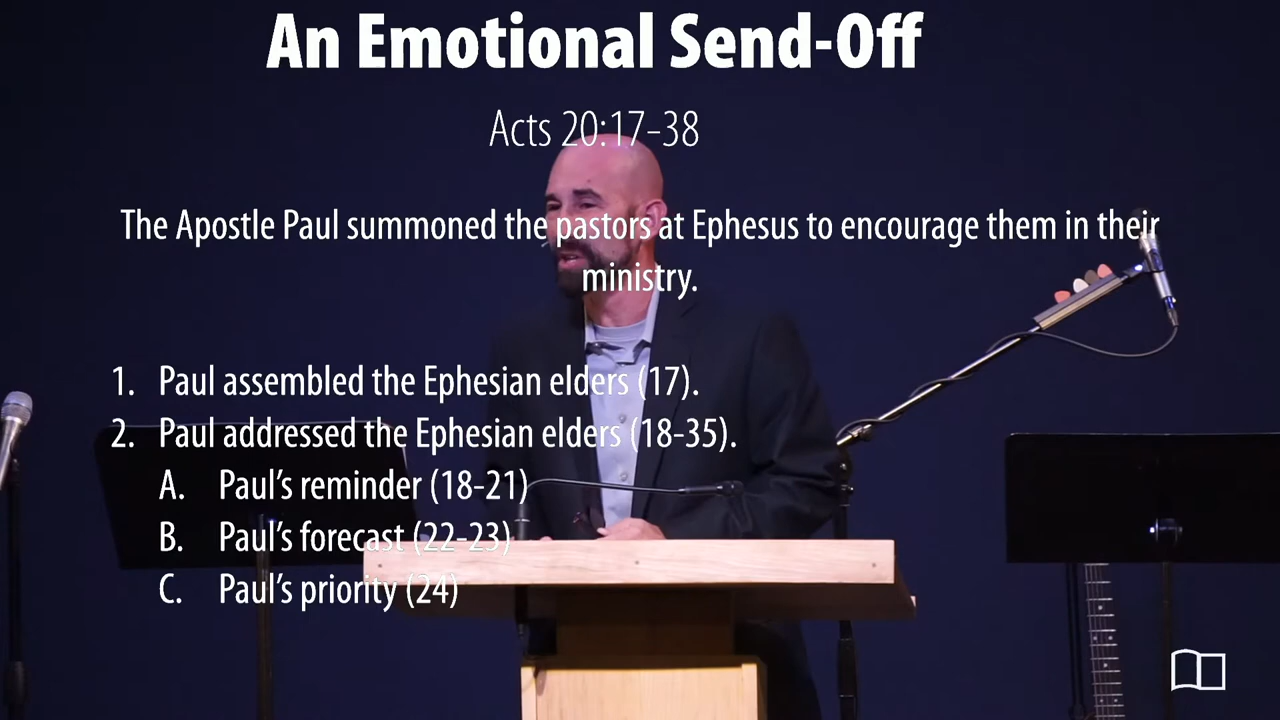 An Emotional Send-Off
Acts 20:17-38
The Apostle Paul summoned the pastors at Ephesus to encourage them in their
ministry.
1. Paul assembled the Ephesian elders (17).
2. Paul addressed the Ephesian elders (18-35).
A. Paul’s reminder (18-21)
B. Paul’s forecast (22-23)
C. Paul’s priority (24)